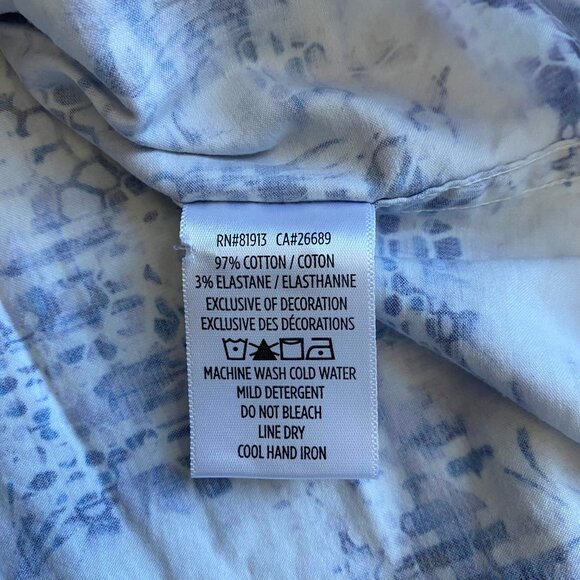 RN#81913 CA#26689
97% COTTON / COTON
3% ELASTANE / ELASTHANNE
EXCLUSIVE OF DECORATION
EXCLUSIVE DES DÉCORATIONS
MACHINE WASH COLD WATER
MILD DETERGENT
DO NOT BLEACH
LINE DRY
COOL HAND IRON